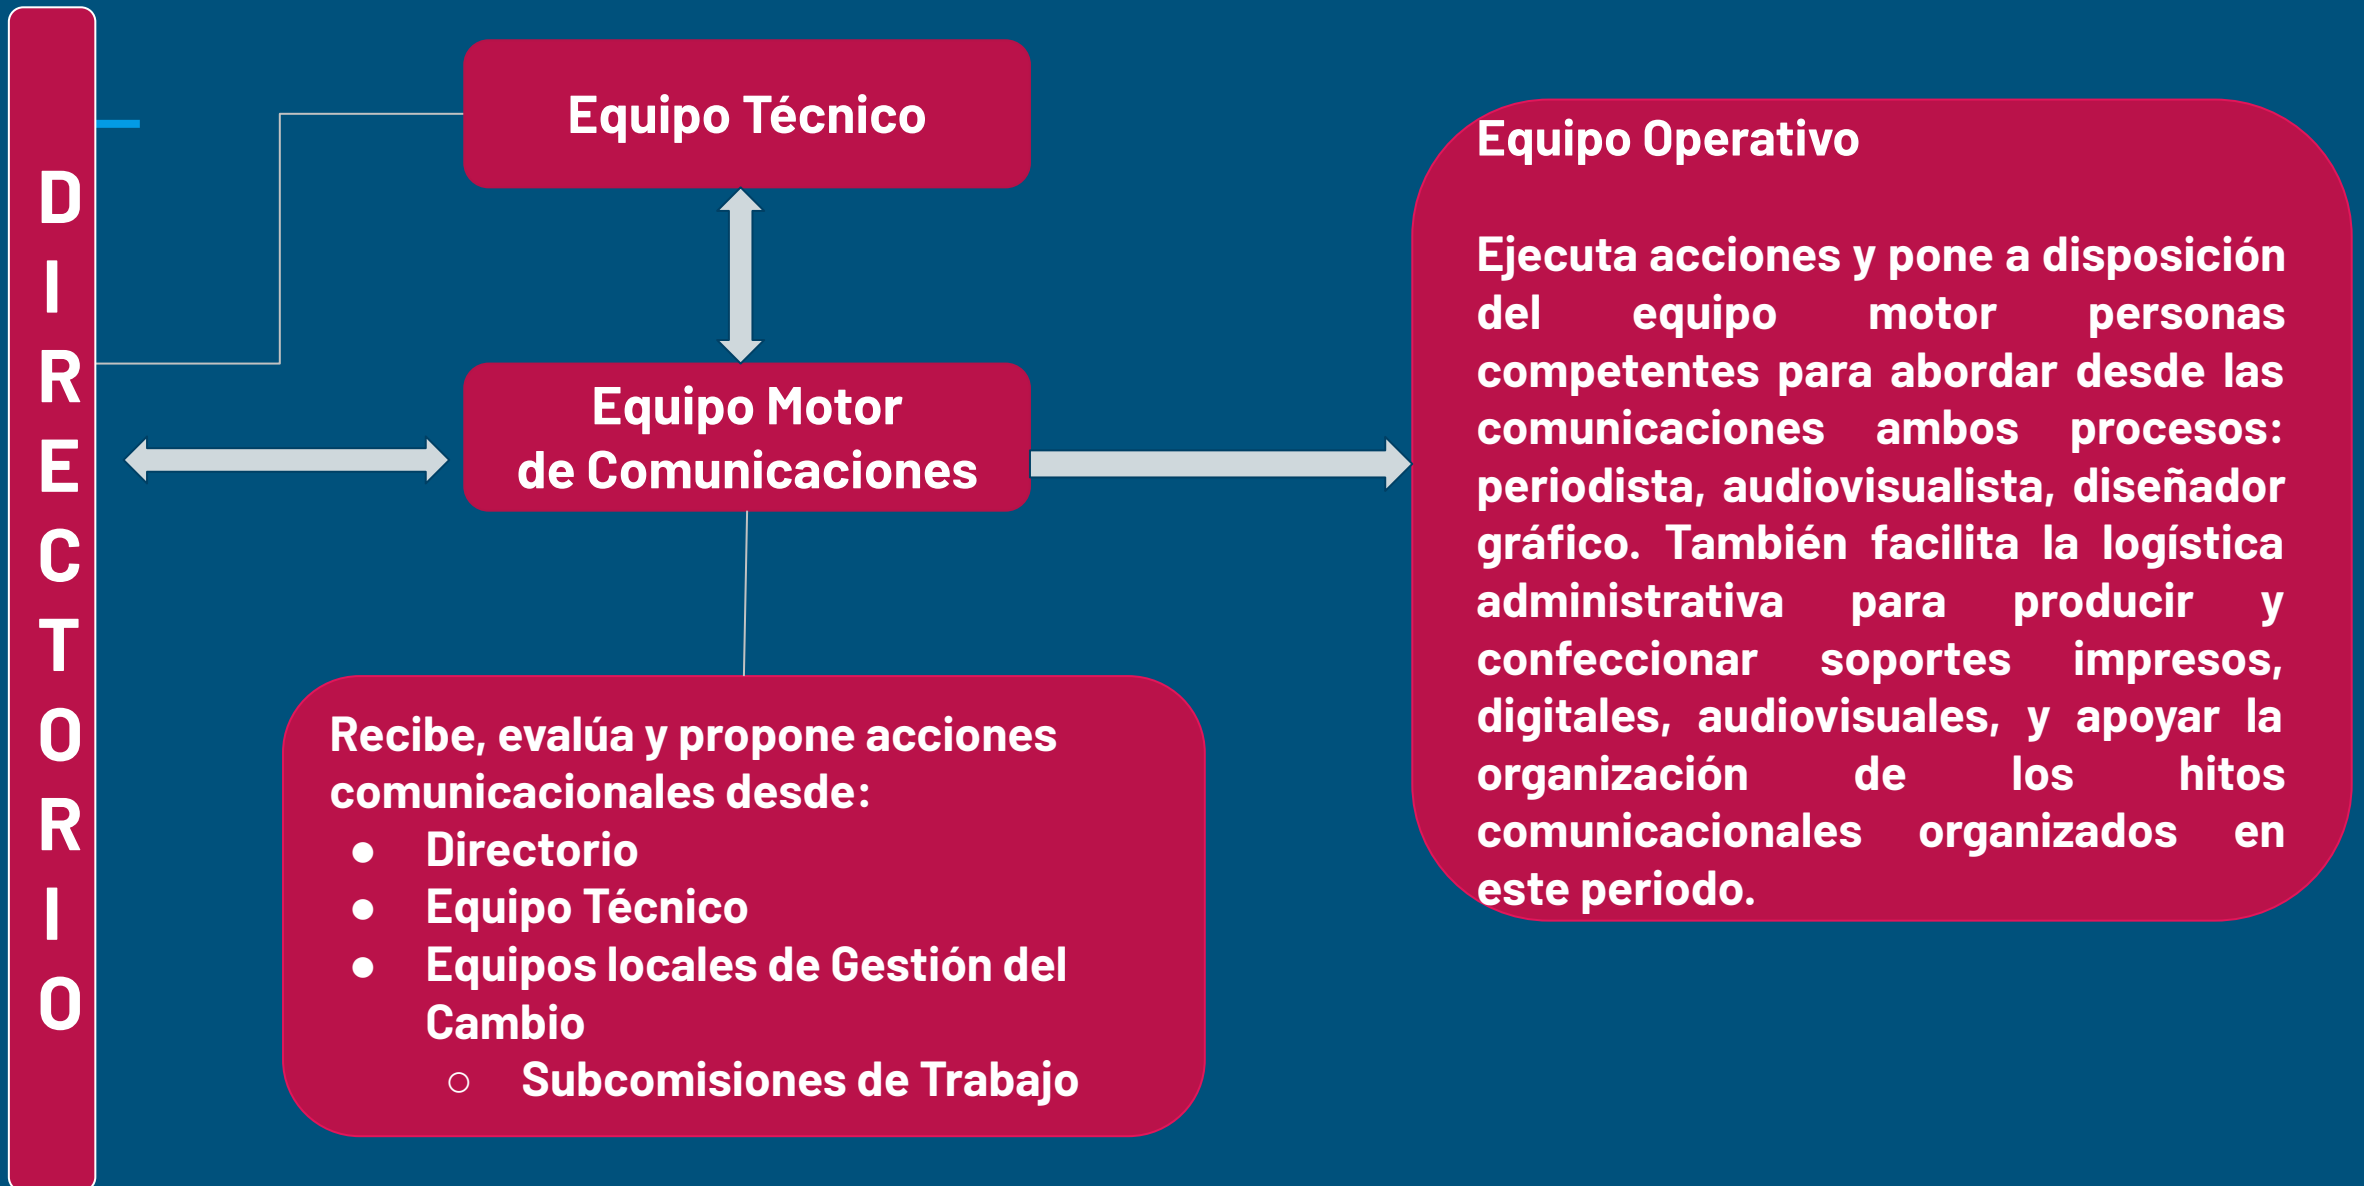 DIRECTORIO
Equipo Técnico
Equipo Motor
de Comunicaciones
Recibe, evalúa y propone acciones
comunicacionales desde:
● Directorio
● Equipo Técnico
● Equipos locales de Gestión del
Cambio
○ Subcomisiones de Trabajo
Equipo Operativo
Ejecuta acciones y pone a disposición
del equipo motor personas
competentes para abordar desde las
comunicaciones ambos procesos:
periodista, audiovisualista, diseñador
gráfico. También facilita la logística
administrativa para producir y
confeccionar soportes impresos,
digitales, audiovisuales, y apoyar la
organización de los hitos
comunicacionales organizados en
este periodo.